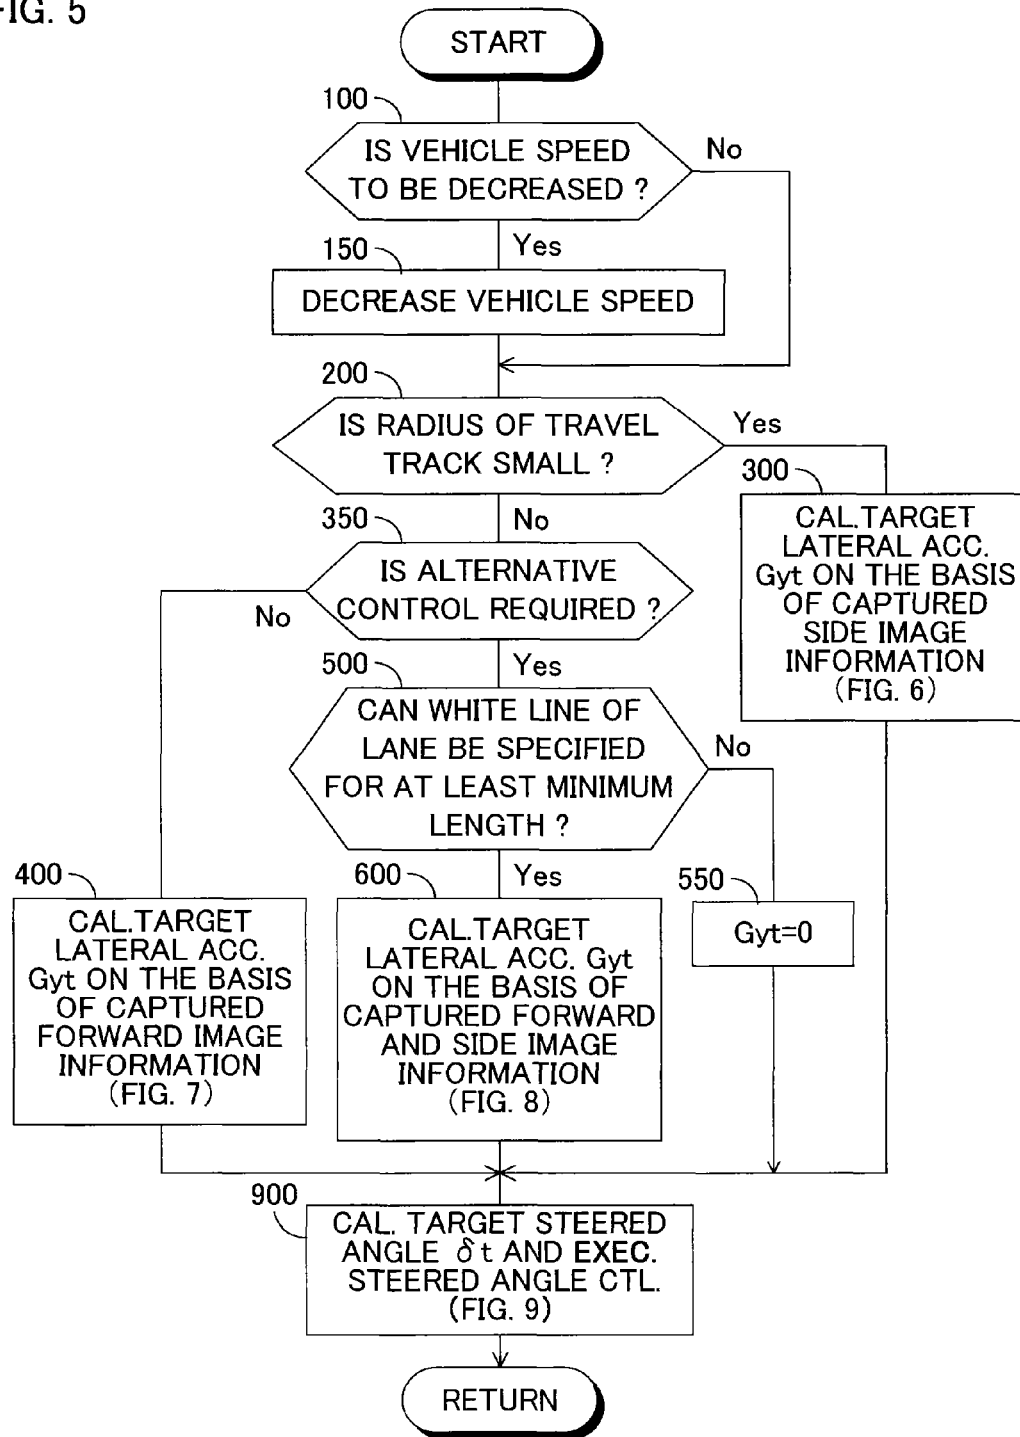 FIG. 5
START
100
IS VEHICLE SPEED
TO BE DECREASED ?
No
Yes
150
DECREASE VEHICLE SPEED
200
IS RADIUS OF TRAVEL
TRACK SMALL ?
Yes
No
300
CAL.TARGET
LATERAL ACC.
Gyt ON THE BASIS
OF CAPTURED
SIDE IMAGE
INFORMATION
(FIG. 6)
350
IS ALTERNATIVE
CONTROL REQUIRED ?
No
Yes
500
CAN WHITE LINE OF
LANE BE SPECIFIED
FOR AT LEAST MINIMUM
LENGTH ?
No
Yes
400
CAL.TARGET
LATERAL ACC.
Gyt ON THE BASIS
OF CAPTURED
FORWARD IMAGE
INFORMATION
(FIG. 7)
600
CAL.TARGET
LATERAL ACC. Gyt
ON THE BASIS OF
CAPTURED FORWARD
AND SIDE IMAGE
INFORMATION
(FIG. 8)
550
Gyt=0
900
CAL. TARGET STEERED
ANGLE δt AND EXEC.
STEERED ANGLE CTL.
(FIG. 9)
RETURN